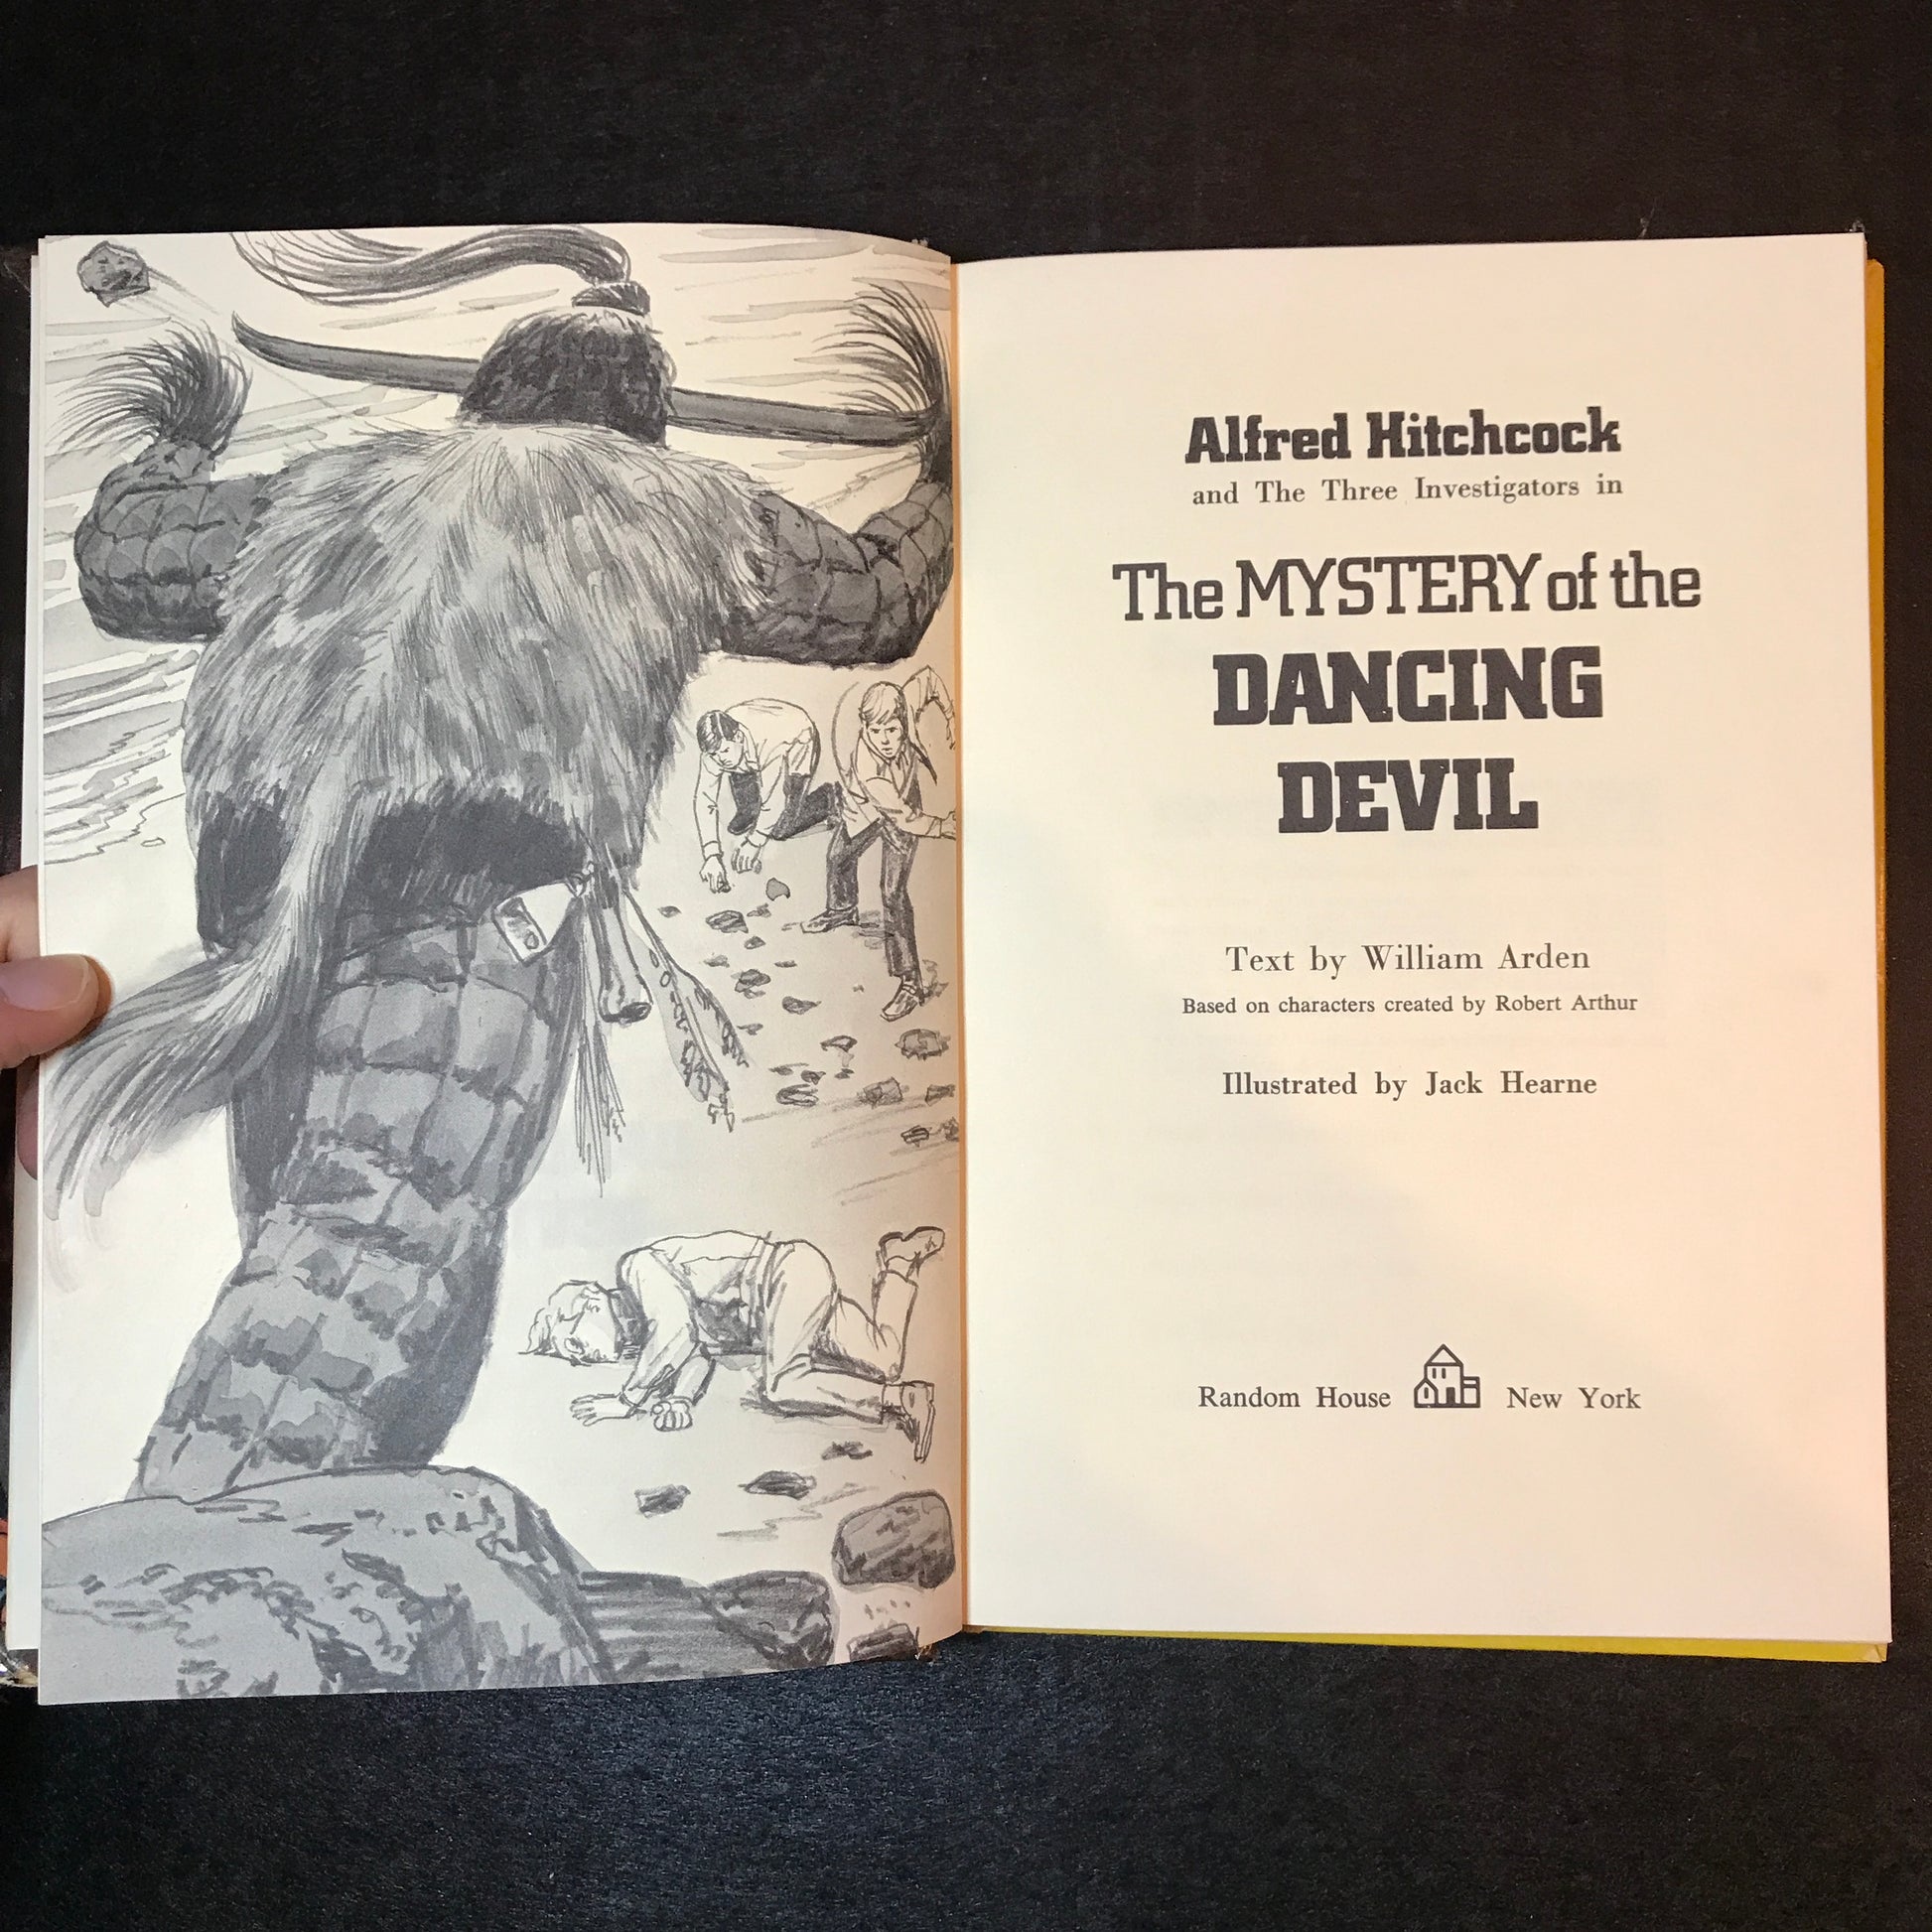 Alfred Hitchcock
and The Three Investigators in
The MYSTERY of the
DANCING
DEVIL
Text by William Arden
Based on characters created by Robert Arthur
Illustrated by Jack Hearne
Random House New York